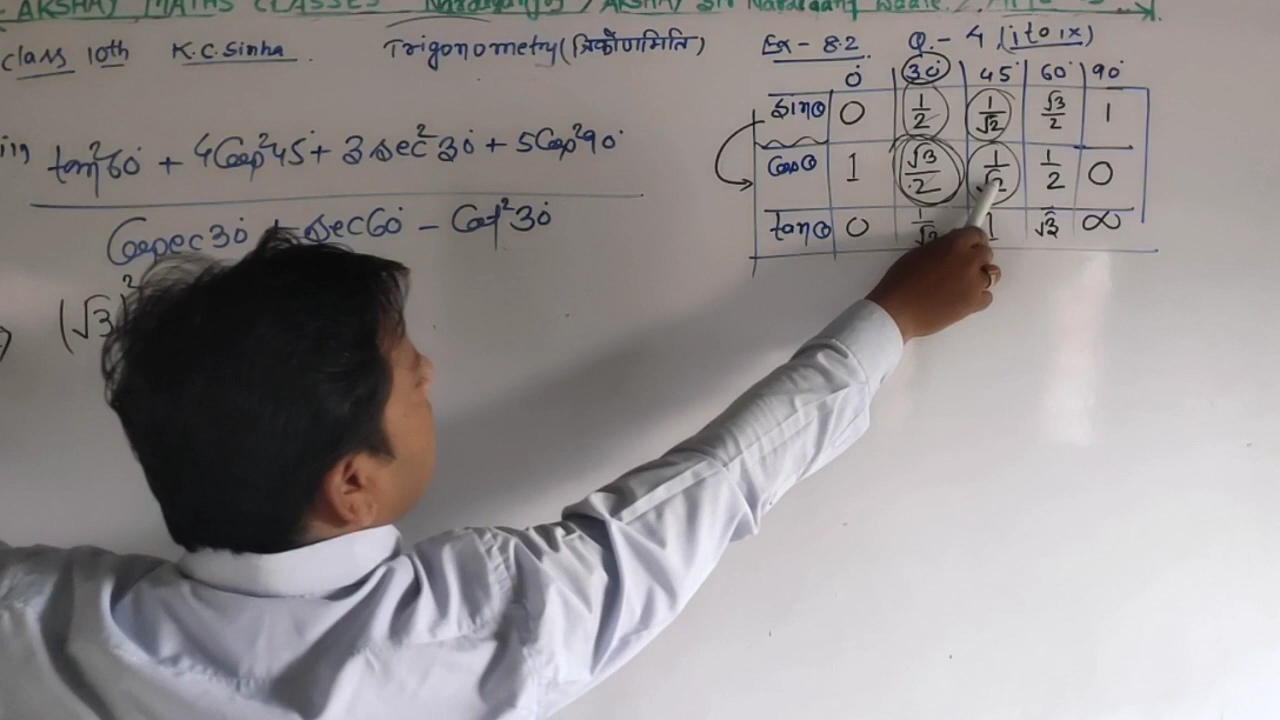 AKSHAY MATHS CLASSES
class 10th K.C. Sinha Trigonometry (त्रिकोणमिति) Ex - 8.2 Q. - 4 (i to ix)
0° 30° 45° 60° 90°
sinθ 0 1/2 1/√2 √3/2 1
cosθ 1 √3/2 1/√2 1/2 0
tanθ 0 1 √3 ∞
tan²60° + 4Cos²45° + 3sec²30° + 5Cos²90°
Cosec30° + sec60° - Cot²30°
(√3)²